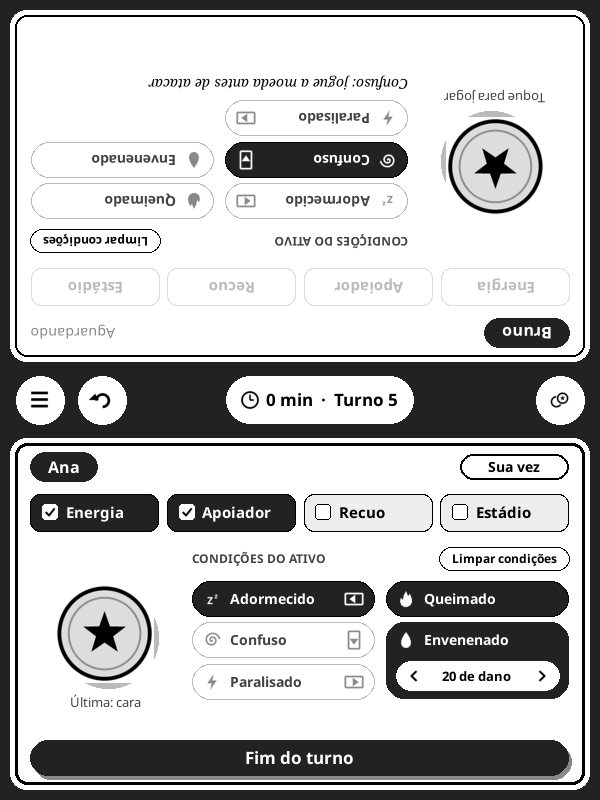 Confuso: jogue a moeda antes de atacar
Toque para jogar
Paralisado
Envenenado
Confuso
Queimado
Adormecido
Limpar condições
CONDIÇÕES DO ATIVO
Estádio
Recuo
Apoiador
Energia
Aguardando
Bruno
0 min · Turno 5
Ana
Sua vez
Energia
Apoiador
Recuo
Estádio
CONDIÇÕES DO ATIVO
Limpar condições
Adormecido
Queimado
Confuso
Envenenado
Paralisado
20 de dano
Última: cara
Fim do turno